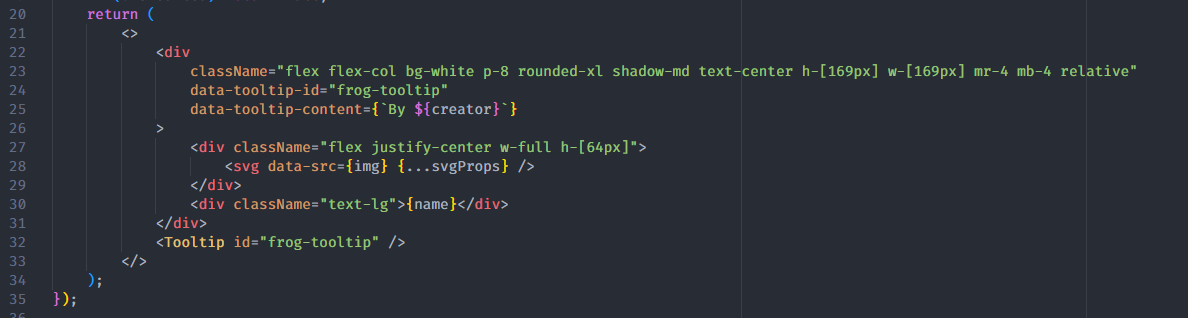 20 return (
21 <>
22 <div
23 className="flex flex-col bg-white p-8 rounded-xl shadow-md text-center h-[169px] w-[169px] mr-4 mb-4 relative"
24 data-tooltip-id="frog-tooltip"
25 data-tooltip-content={`By ${creator}`}
26 >
27 <div className="flex justify-center w-full h-[64px]">
28 <svg data-src={img} {...svgProps} />
29 </div>
30 <div className="text-lg">{name}</div>
31 </div>
32 <Tooltip id="frog-tooltip" />
33 </>
34 );
35 });